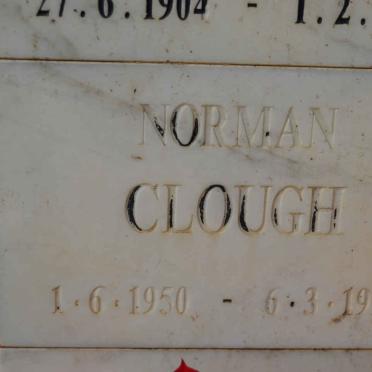 27.6.1904 - 1.2.
NORMAN
CLOUGH
1.6.1950 - 6.3.19